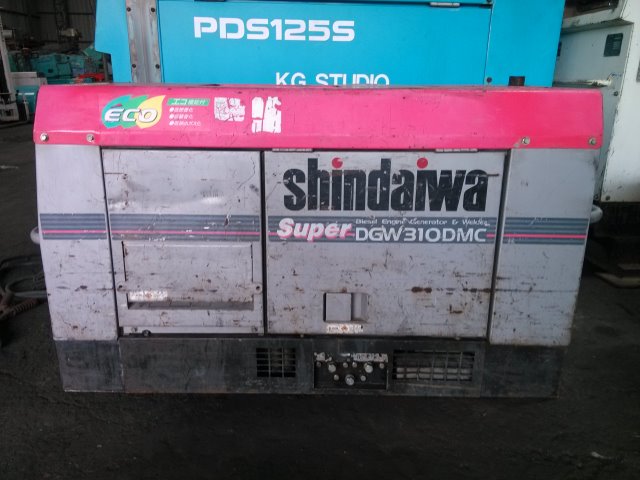 PDS125S
KG STUDIO
ECO
エコ
shindaiwa
Diesel Engine Generator & Welder
Super DGW310DMC